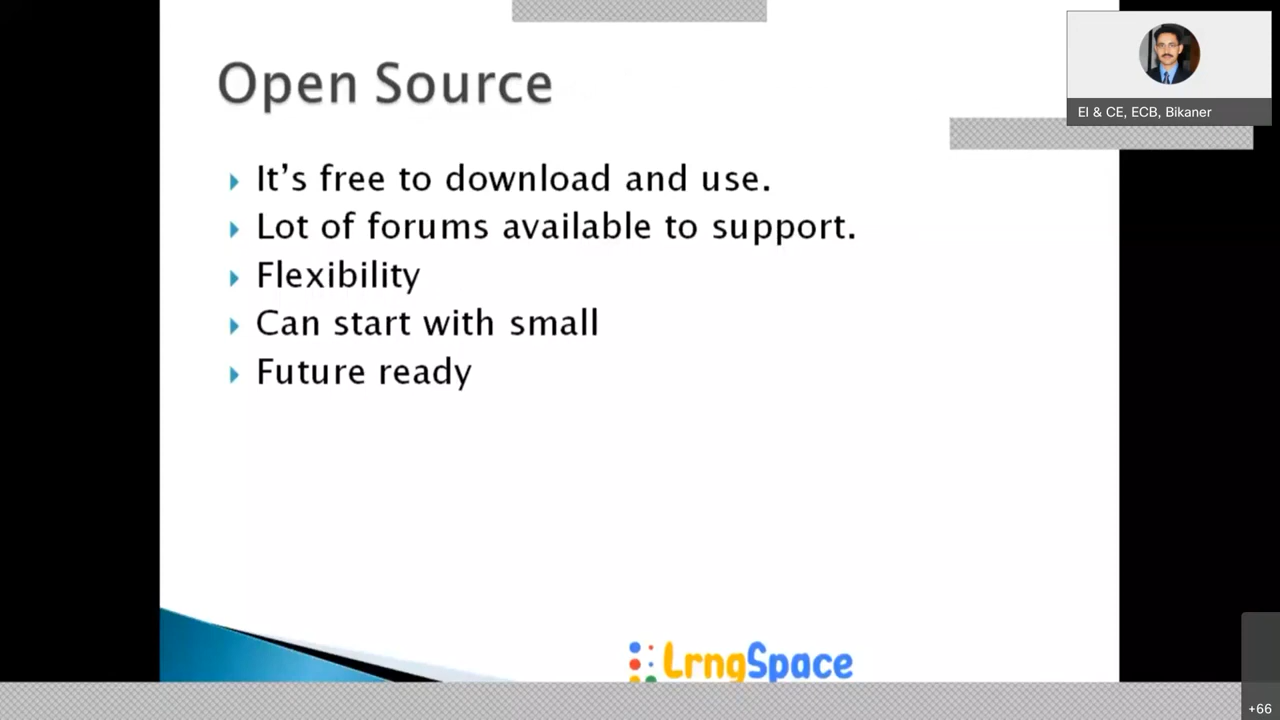 Open Source
El & CE, ECB, Bikaner
It's free to download and use.
Lot of forums available to support.
Flexibility
Can start with small
Future ready
LrngSpace
+66